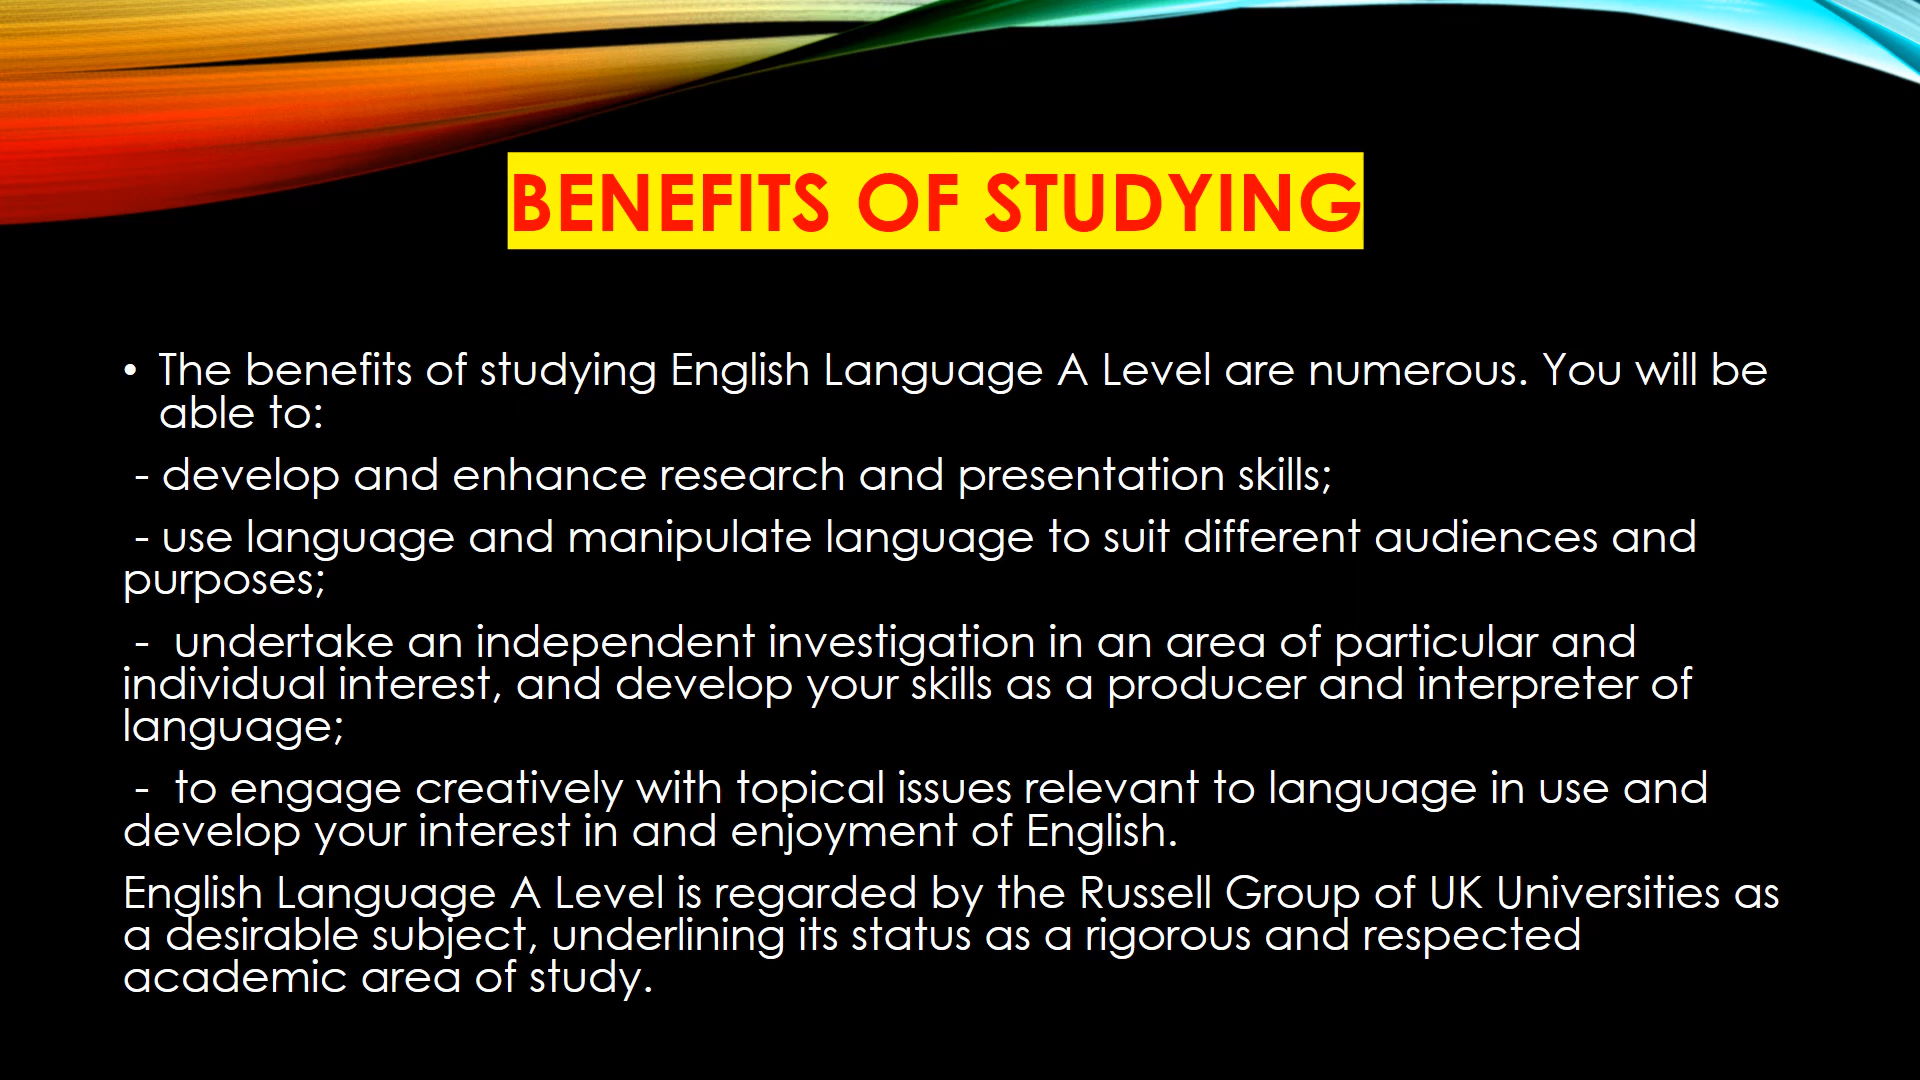 BENEFITS OF STUDYING
• The benefits of studying English Language A Level are numerous. You will be
able to:
- develop and enhance research and presentation skills;
- use language and manipulate language to suit different audiences and
purposes;
- undertake an independent investigation in an area of particular and
individual interest, and develop your skills as a producer and interpreter of
language;
- to engage creatively with topical issues relevant to language in use and
develop your interest in and enjoyment of English.
English Language A Level is regarded by the Russell Group of UK Universities as
a desirable subject, underlining its status as a rigorous and respected
academic area of study.